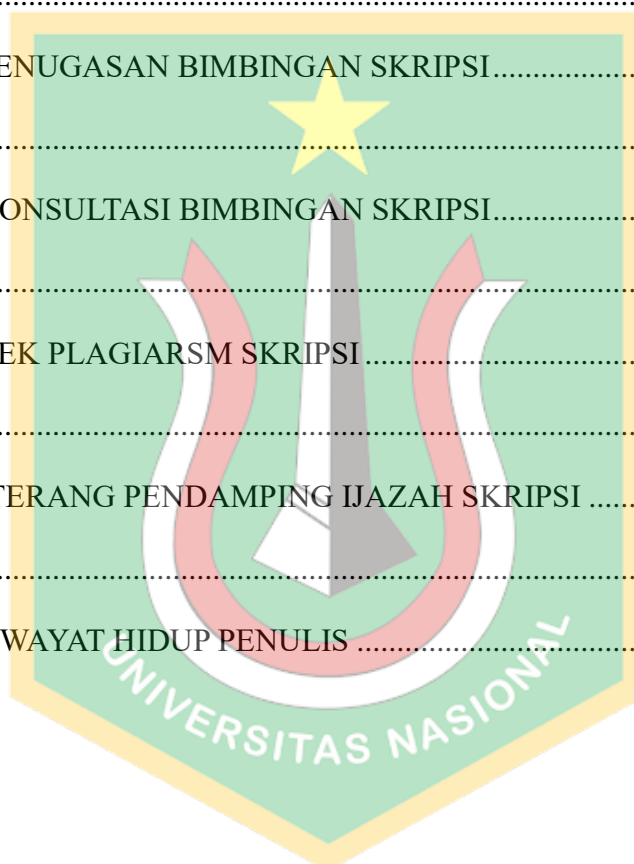 .......................................................................
ENUGASAN BIMBINGAN SKRIPSI.................
.......................................................................
ONSULTASI BIMBINGAN SKRIPSI.................
.......................................................................
EK PLAGIARSM SKRIPSI .................................
.......................................................................
TERANG PENDAMPING IJAZAH SKRIPSI ......
.......................................................................
WAYAT HIDUP PENULIS ..................................
UNIVERSITAS NASIONAL